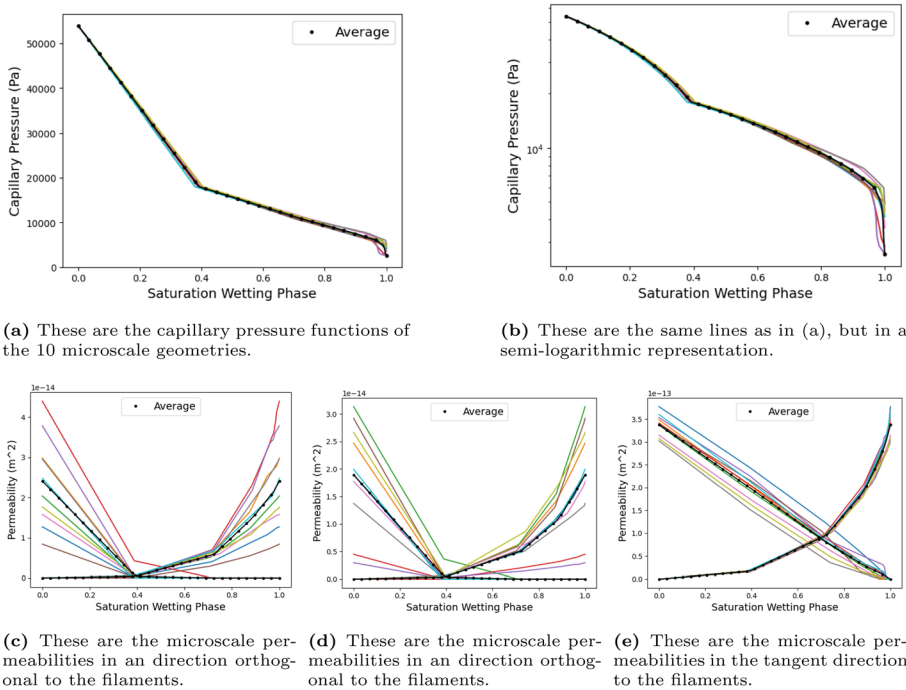 Average
50000
40000
30000
20000
10000
0
Capillary Pressure (Pa)
0.0 0.2 0.4 0.6 0.8 1.0
Saturation Wetting Phase
Average
10⁴
Capillary Pressure (Pa)
0.0 0.2 0.4 0.6 0.8 1.0
Saturation Wetting Phase
(a) These are the capillary pressure functions of
the 10 microscale geometries.
(b) These are the same lines as in (a), but in a
semi-logarithmic representation.
1e−14
Average
4
3
2
1
0
Permeability (m^2)
0.0 0.2 0.4 0.6 0.8 1.0
Saturation Wetting Phase
1e−14
Average
3.0
2.5
2.0
1.5
1.0
0.5
0.0
Permeability (m^2)
0.0 0.2 0.4 0.6 0.8 1.0
Saturation Wetting Phase
1e−13
Average
3.5
3.0
2.5
2.0
1.5
1.0
0.5
0.0
Permeability (m^2)
0.0 0.2 0.4 0.6 0.8 1.0
Saturation Wetting Phase
(c) These are the microscale per-
meabilities in an direction orthog-
onal to the filaments.
(d) These are the microscale per-
meabilities in an direction orthog-
onal to the filaments.
(e) These are the microscale per-
meabilities in the tangent direction
to the filaments.